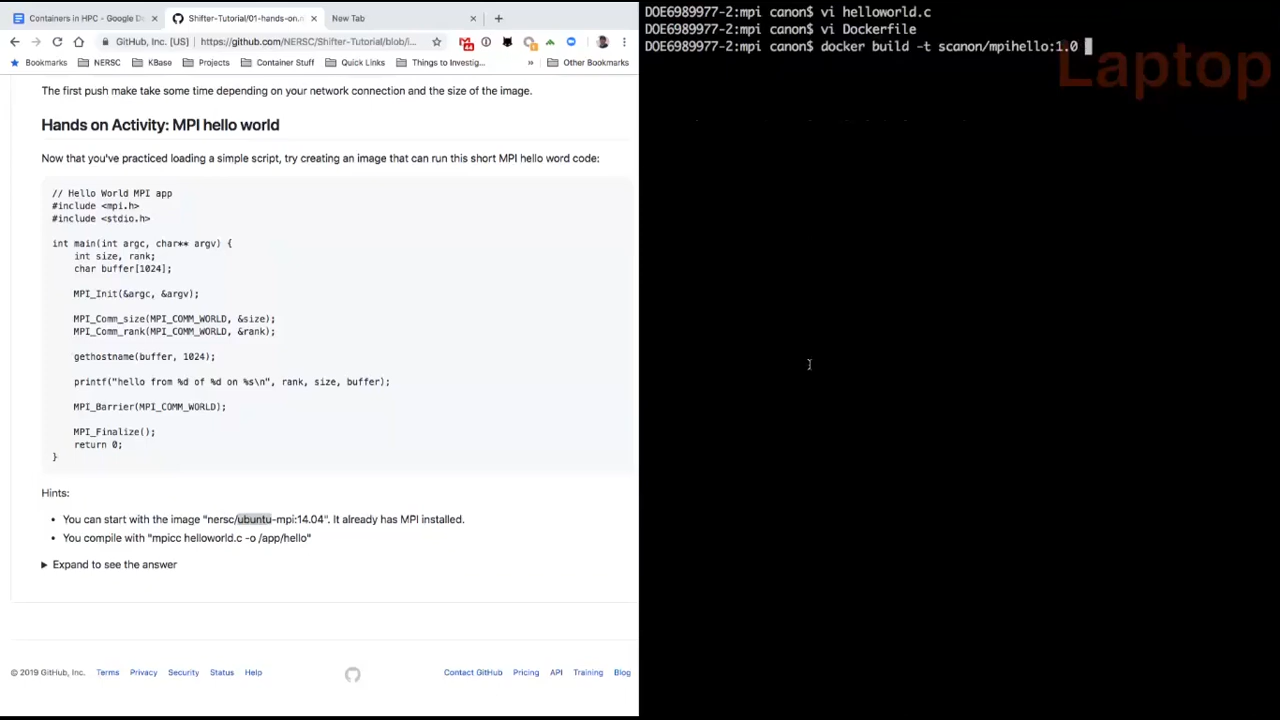 Containers in HPC - Google D
Shifter-Tutorial/01-hands-on.n
New Tab
GitHub, Inc. [US]
https://github.com/NERSC/Shifter-Tutorial/blob/i...
Bookmarks
NERSC
KBase
Projects
Container Stuff
Quick Links
Things to Investig...
»
Other Bookmarks
The first push make take some time depending on your network connection and the size of the image.
Hands on Activity: MPI hello world
Now that you've practiced loading a simple script, try creating an image that can run this short MPI hello word code:
// Hello World MPI app
#include <mpi.h>
#include <stdio.h>
int main(int argc, char** argv) {
int size, rank;
char buffer[1024];
MPI_Init(&argc, &argv);
MPI_Comm_size(MPI_COMM_WORLD, &size);
MPI_Comm_rank(MPI_COMM_WORLD, &rank);
gethostname(buffer, 1024);
printf("hello from %d of %d on %s\n", rank, size, buffer);
MPI_Barrier(MPI_COMM_WORLD);
MPI_Finalize();
return 0;
}
Hints:
• You can start with the image "nersc/ubuntu-mpi:14.04". It already has MPI installed.
• You compile with "mpicc helloworld.c -o /app/hello"
Expand to see the answer
© 2019 GitHub, Inc.
Terms
Privacy
Security
Status
Help
Contact GitHub
Pricing
API
Training
Blog
DOE6989977-2:mpi canon$ vi helloworld.c
DOE6989977-2:mpi canon$ vi Dockerfile
DOE6989977-2:mpi canon$ docker build -t scanon/mpihello:1.0
Laptop